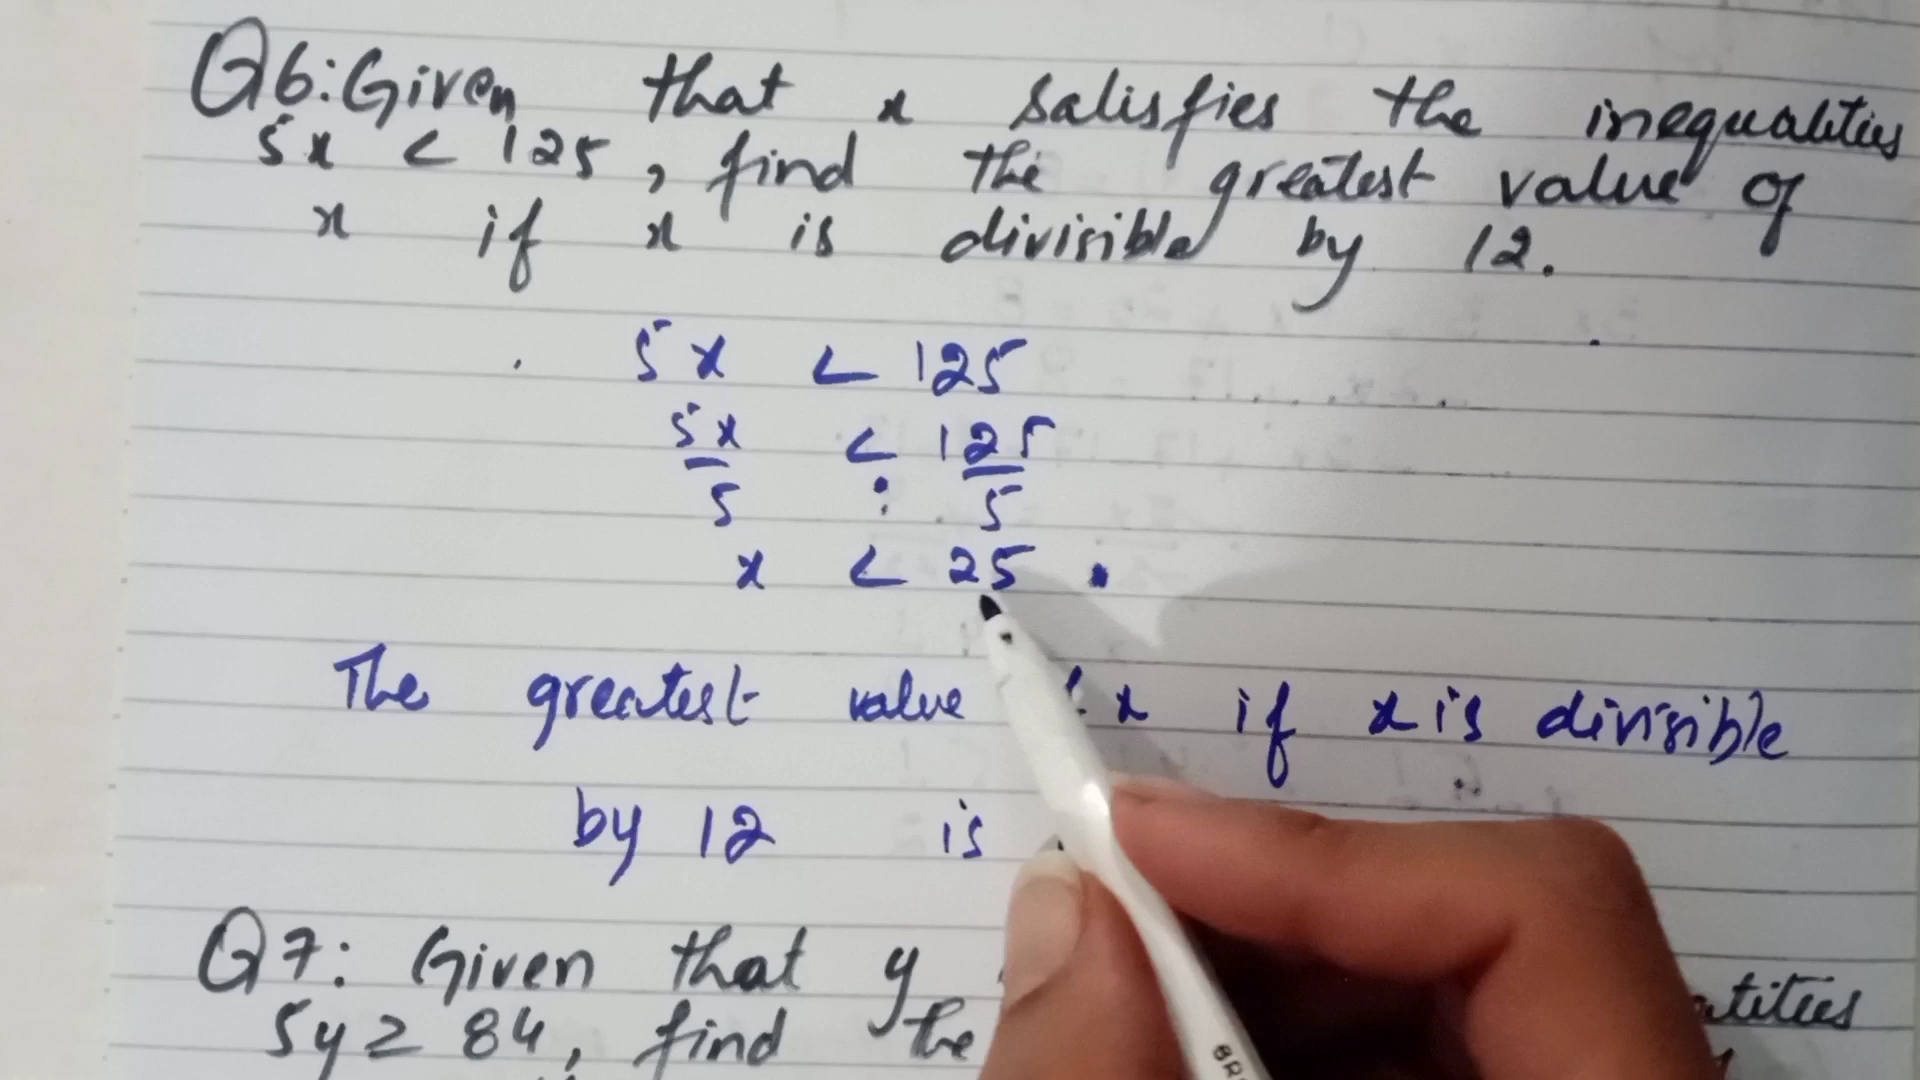 Q6: Given that x satisfies the inequalities
5x < 125, find the greatest value of
x if x is divisible by 12.
5x < 125
5x/5 < 125/5
x < 25
The greatest value x if x is divisible
by 12 is
Q7: Given that y
5y ≥ 84, find the